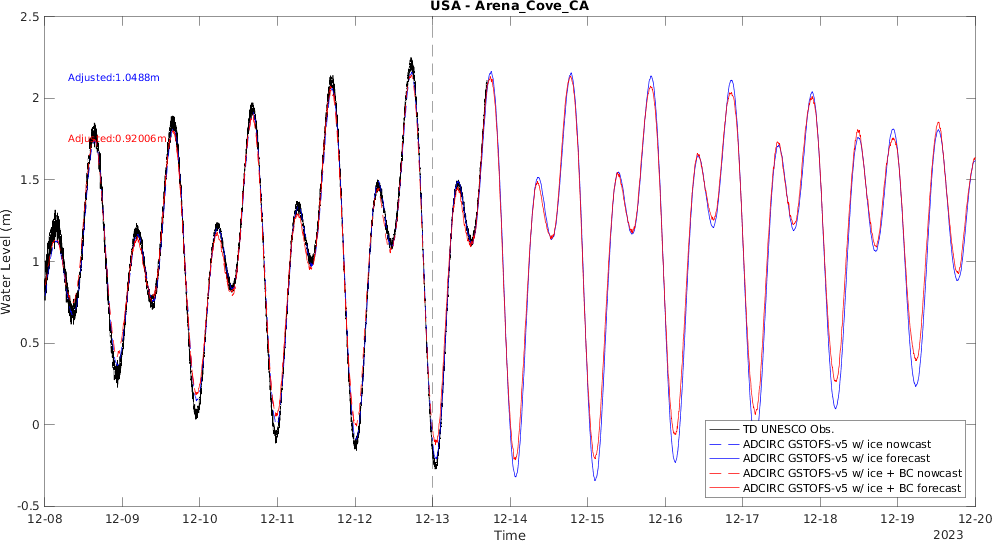 USA - Arena_Cove_CA
2.5
2
1.5
1
0.5
0
-0.5
Water Level (m)
Adjusted:1.0488m
Adjusted:0.92006m
TD UNESCO Obs.
ADCIRC GSTOFS-v5 w/ ice nowcast
ADCIRC GSTOFS-v5 w/ ice forecast
ADCIRC GSTOFS-v5 w/ ice + BC nowcast
ADCIRC GSTOFS-v5 w/ ice + BC forecast
12-08 12-09 12-10 12-11 12-12 12-13 12-14 12-15 12-16 12-17 12-18 12-19 12-20
Time
2023